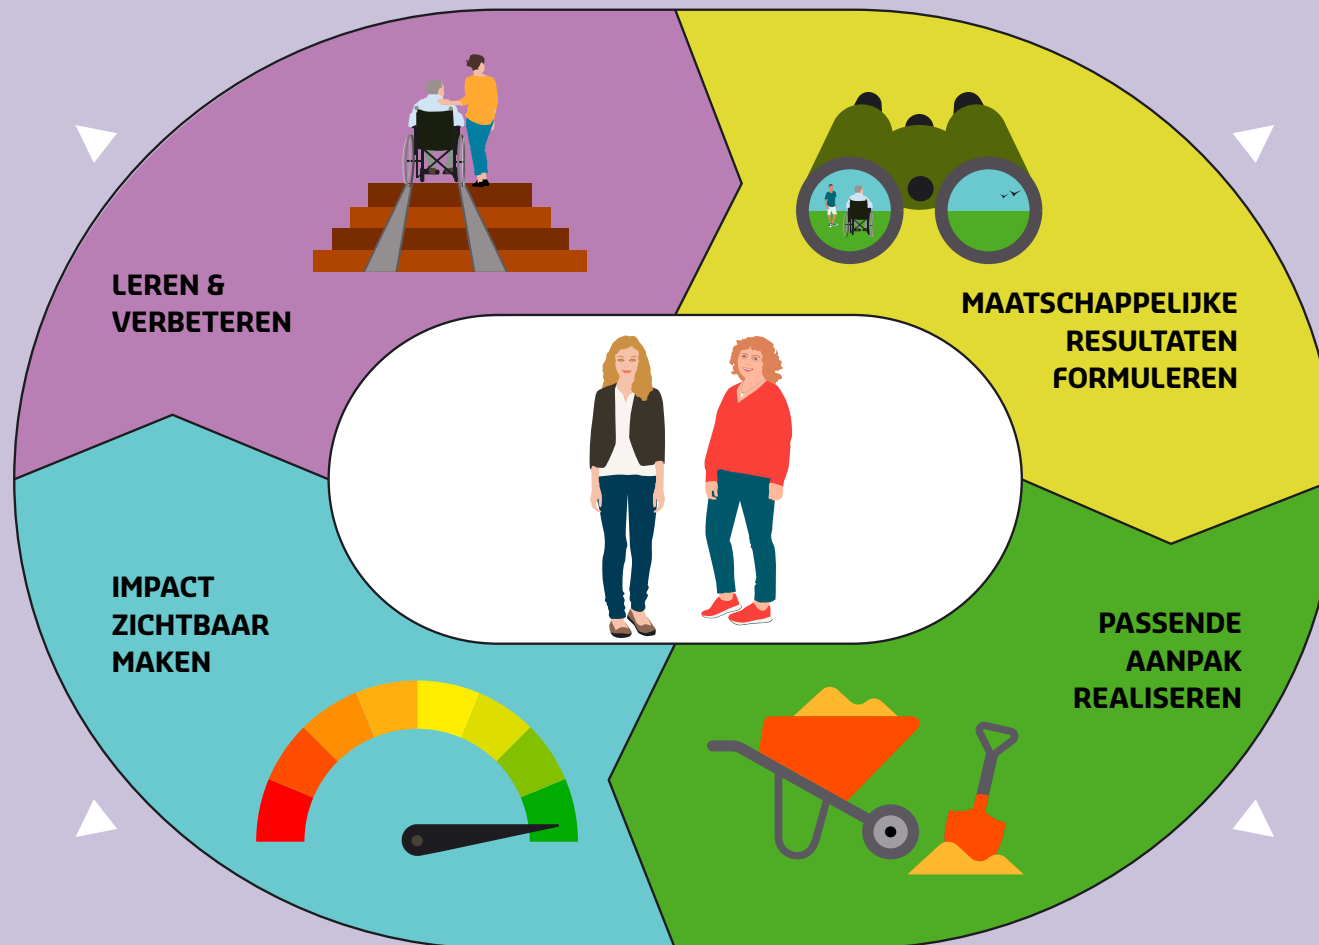 LEREN &
VERBETEREN
MAATSCHAPPELIJKE
RESULTATEN
FORMULEREN
IMPACT
ZICHTBAAR
MAKEN
PASSENDE
AANPAK
REALISEREN